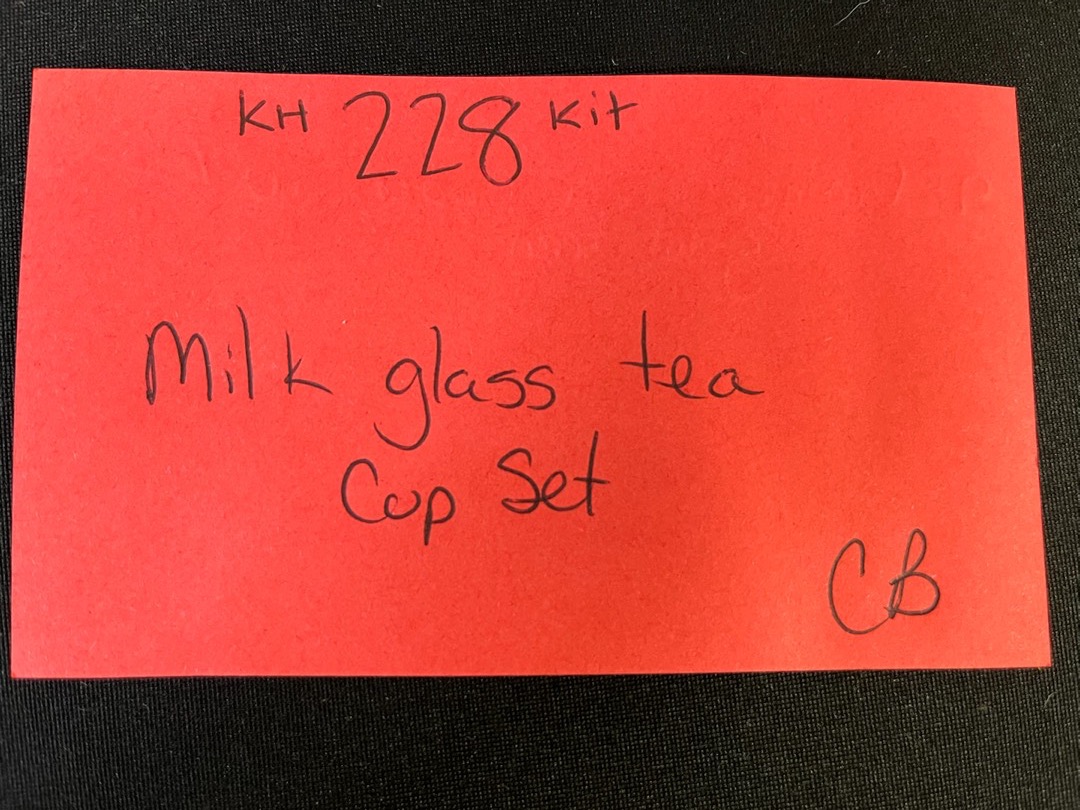 KH 228 Kit
Milk glass tea
Cup Set
CB